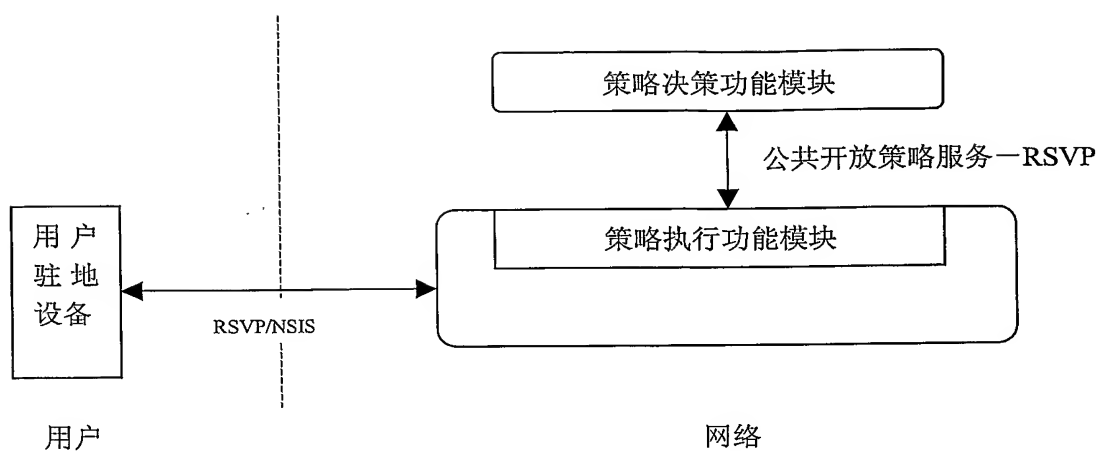 策略决策功能模块
公共开放策略服务－RSVP
策略执行功能模块
用户
驻地
设备
RSVP/NSIS
用户
网络